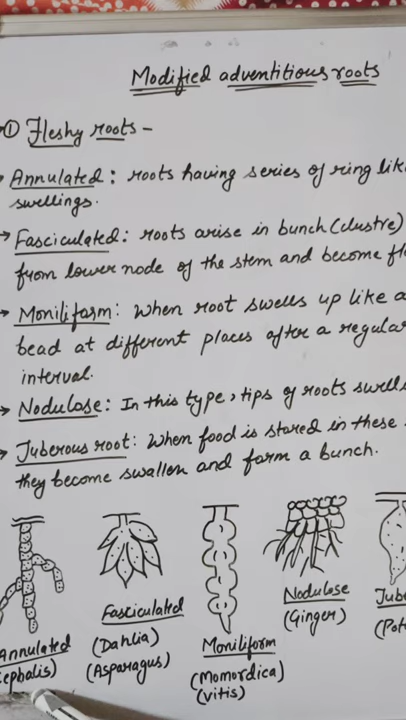 Modified adventitious roots
① Fleshy roots -
Annulated: roots having series of ring like
swellings.
→ Fasciculated: roots arise in bunch (clustre)
from lower node of the stem and become
→ Moniliform: When root swells up like a
bead at different places after a regular
interval.
→ Nodulose: In this type, tips of roots swell
→ Tuberous root: When food is stored in these
they become swallen and form a bunch.
Annulated
Fasciculated
(Dahlia)
(Asparagus)
Moniliform
(Momordica)
(Vitis)
Nodulose
(Ginger)